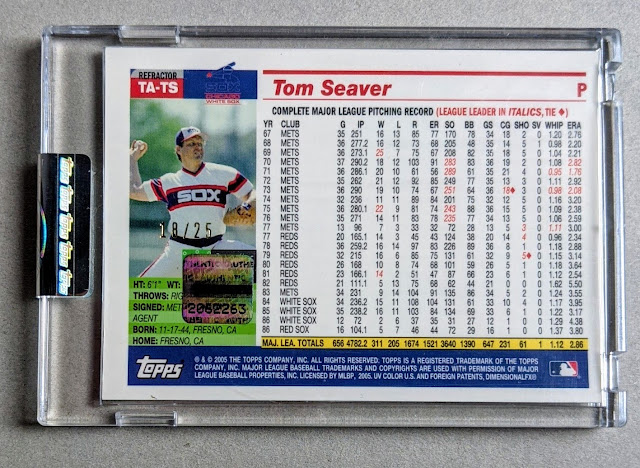 REFRACTOR
TA-TS
CHICAGO
WHITE SOX
Tom Seaver P
COMPLETE MAJOR LEAGUE PITCHING RECORD (LEAGUE LEADER IN ITALICS, TIE ♦)
YR CLUB G IP W L R ER SO BB GS CG SHO SV WHIP ERA
67 METS 35 251 16 13 85 77 170 78 34 18 2 0 1.20 2.76
68 METS 36 277.2 16 12 73 68 205 48 35 14 5 1 0.98 2.20
69 METS 36 273.1 25 7 75 67 208 82 35 18 5 0 1.04 2.21
70 METS 37 290.2 18 12 103 91 283 83 36 19 2 0 1.08 2.82
71 METS 36 286.1 20 10 61 56 289 61 35 21 4 0 0.95 1.76
72 METS 35 262 21 12 92 85 249 77 35 13 3 0 1.11 2.92
73 METS 36 290 19 10 74 67 251 64 36 18♦ 3 0 0.98 2.08
74 METS 32 236 11 11 89 84 201 75 32 12 5 0 1.16 3.20
75 METS 36 280.1 22 9 81 74 243 88 36 15 5 0 1.09 2.38
76 METS 35 271 14 11 83 78 235 77 34 13 5 0 1.06 2.59
77 METS 13 96 7 3 33 32 72 28 13 5 3 0 1.11 3.00
77 REDS 20 165.1 14 3 45 43 124 38 20 14 4 0 0.96 2.34
78 REDS 36 259.2 16 14 97 83 226 89 36 8 1 0 1.18 2.88
79 REDS 32 215 16 6 85 75 131 61 32 9 5♦ 0 1.15 3.14
80 REDS 26 168 10 8 74 68 101 59 26 5 1 0 1.18 3.64
81 REDS 23 166.1 14 2 51 47 87 66 23 6 1 0 1.12 2.54
82 REDS 21 111.1 5 13 75 68 62 44 21 0 0 0 1.62 5.50
83 METS 34 231 9 14 104 91 135 86 34 5 2 0 1.24 3.55
84 WHITE SOX 34 236.2 15 11 108 104 131 61 33 10 4 0 1.17 3.95
85 WHITE SOX 35 238.2 16 11 84 134 69 33 6 1 0 1.22 3.17
86 WHITE SOX 12 72 2 6 37 35 31 27 12 1 0 0 1.29 4.38
86 RED SOX 16 104.1 5 7 46 44 72 29 16 1 0 0 1.37 3.80
MAJ. LEA. TOTALS 656 4782.2 311 205 1674 1521 3640 1390 647 231 61 1 1.12 2.86
SOX
18/25
2062263
HT: 6'1" WT:
THROWS:
SIGNED:
AGENT
BORN: 11-17-44, FRESNO, CA
HOME: FRESNO, CA
Topps
® & © 2005 THE TOPPS COMPANY, INC. ALL RIGHTS RESERVED. TOPPS IS A REGISTERED TRADEMARK OF THE TOPPS
COMPANY, INC. MAJOR LEAGUE BASEBALL TRADEMARKS AND COPYRIGHTS ARE USED WITH PERMISSION OF MAJOR
LEAGUE BASEBALL PROPERTIES, INC. LICENSED BY MLBP, 2005. UV COLOR U.S. AND FOREIGN PATENTS, DIMENSIONALFX®